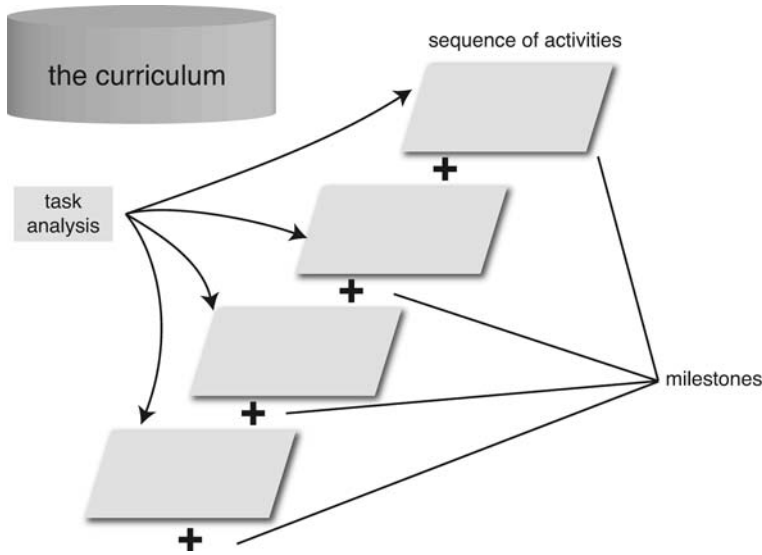 sequence of activities
the curriculum
task
analysis
milestones